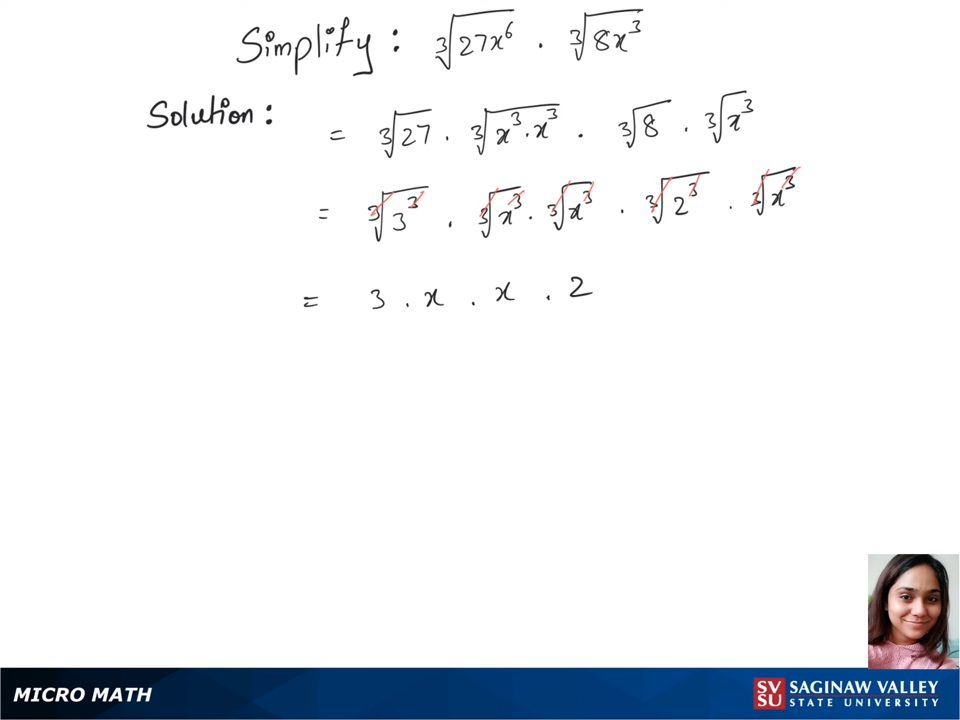 Simplify: ∛(27x⁶) · ∛(8x³)
Solution:
= ∛27 · ∛(x³·x³) · ∛8 · ∛x³
= ∛3³ · ∛x³ · ∛x³ · ∛2³ · ∛x³
= 3 · x · x · 2
MICRO MATH
SV SU SAGINAW VALLEY
STATE UNIVERSITY